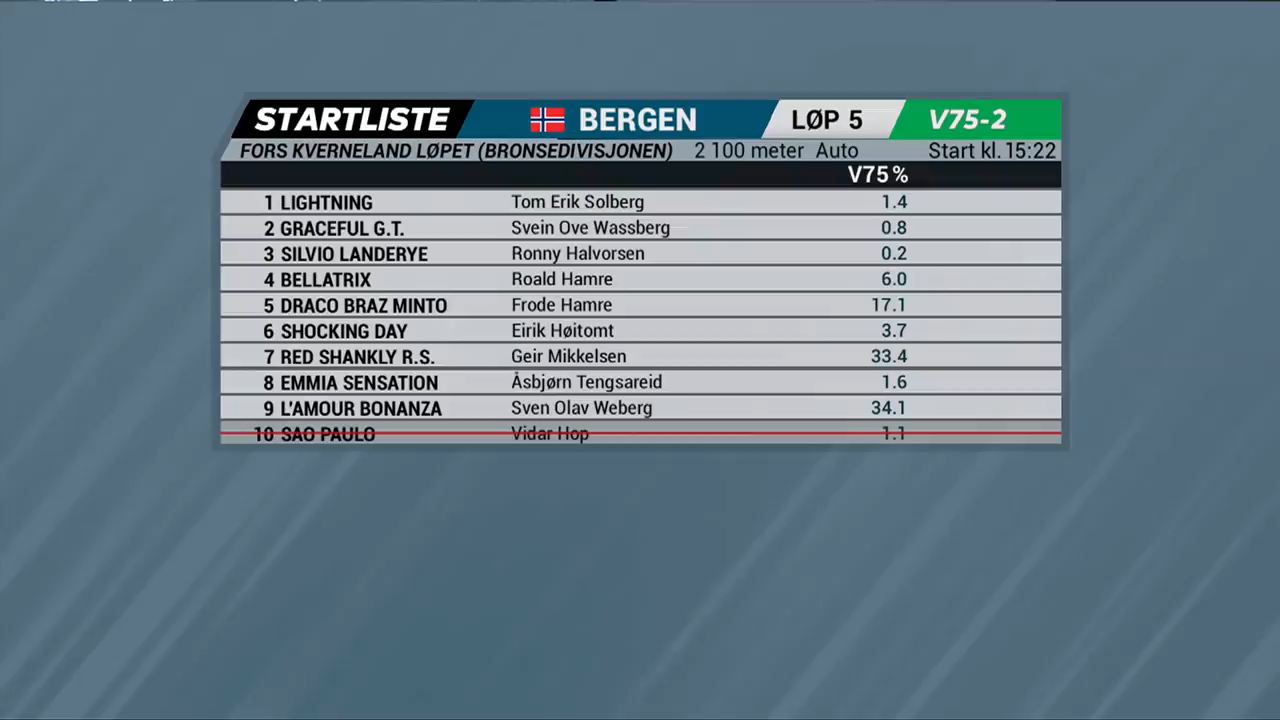 STARTLISTE BERGEN LØP 5 V75-2
FORS KVERNELAND LØPET (BRONSEDIVISJONEN) 2 100 meter Auto Start kl. 15:22
V75%
1 LIGHTNING Tom Erik Solberg 1.4
2 GRACEFUL G.T. Svein Ove Wassberg 0.8
3 SILVIO LANDERYE Ronny Halvorsen 0.2
4 BELLATRIX Roald Hamre 6.0
5 DRACO BRAZ MINTO Frode Hamre 17.1
6 SHOCKING DAY Eirik Høitomt 3.7
7 RED SHANKLY R.S. Geir Mikkelsen 33.4
8 EMMIA SENSATION Åsbjørn Tengsareid 1.6
9 L'AMOUR BONANZA Sven Olav Weberg 34.1
10 SAO PAULO Vidar Hop 1.1